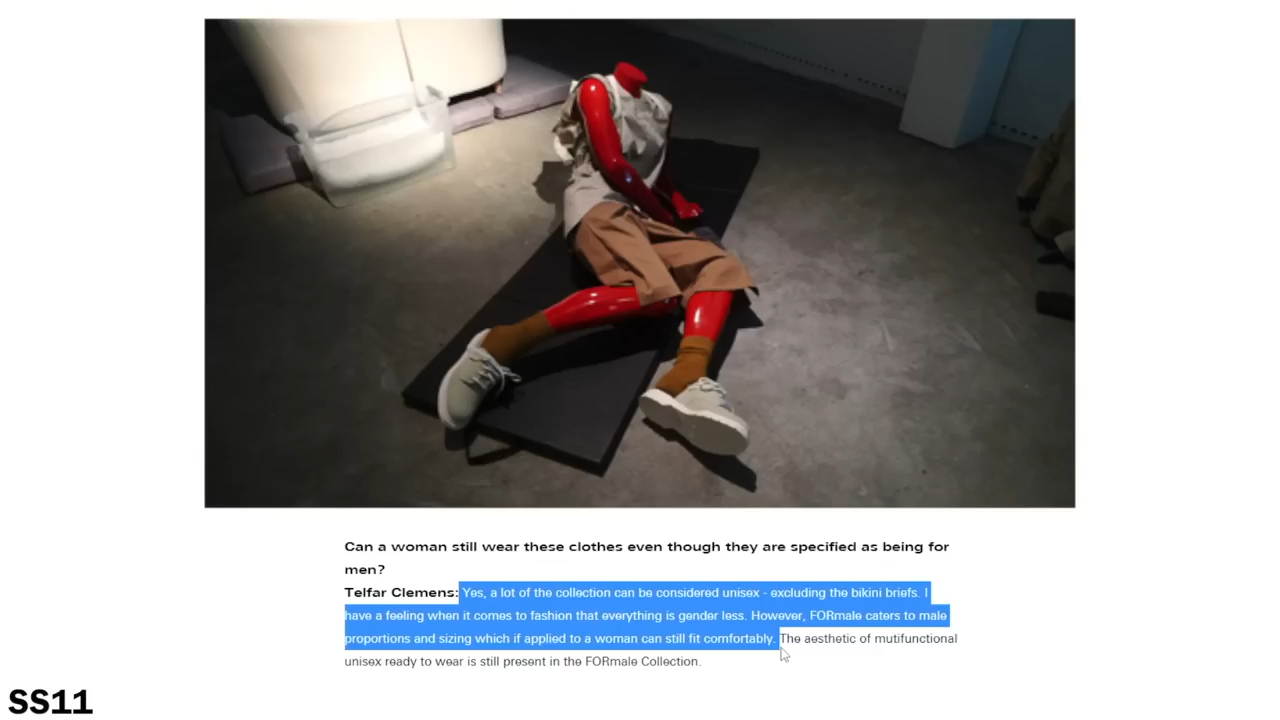 Can a woman still wear these clothes even though they are specified as being for
men?
Telfar Clemens: Yes, a lot of the collection can be considered unisex - excluding the bikini briefs. I
have a feeling when it comes to fashion that everything is gender less. However, FORmale caters to male
proportions and sizing which if applied to a woman can still fit comfortably. The aesthetic of mutifunctional
unisex ready to wear is still present in the FORmale Collection.
SS11